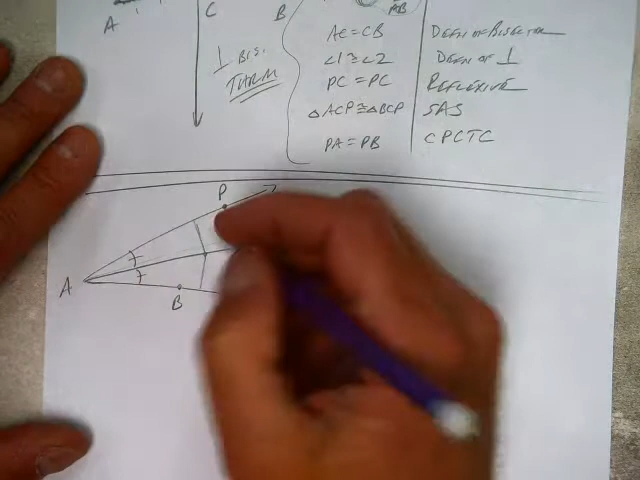 A C B
AC = CB DEFN OF BISECTOR
∠1 ≅ ∠2 DEFN OF ⊥
⊥ BIS. THRM
PC = PC REFLEXIVE
△ACP ≅ △BCP SAS
PA = PB CPCTC
P
A
B